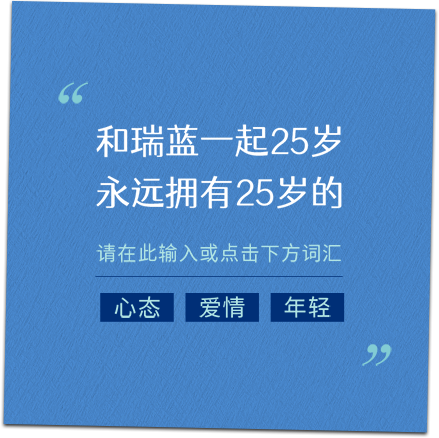 “
和瑞蓝一起25岁
永远拥有25岁的
请在此输入或点击下方词汇
心态 爱情 年轻
”